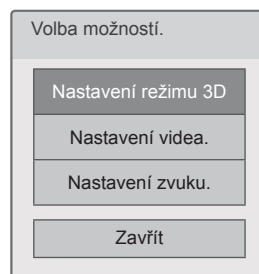 Volba možností.
Nastavení režimu 3D
Nastavení videa.
Nastavení zvuku.
Zavřít